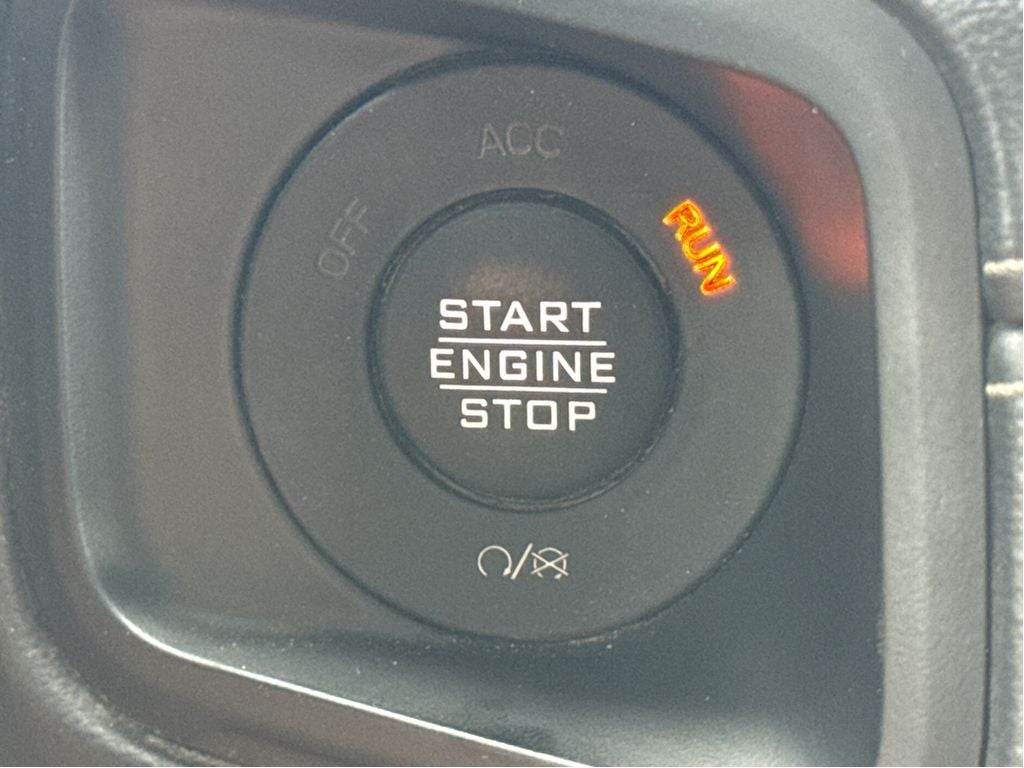 ACC
OFF
RUN
START
ENGINE
STOP